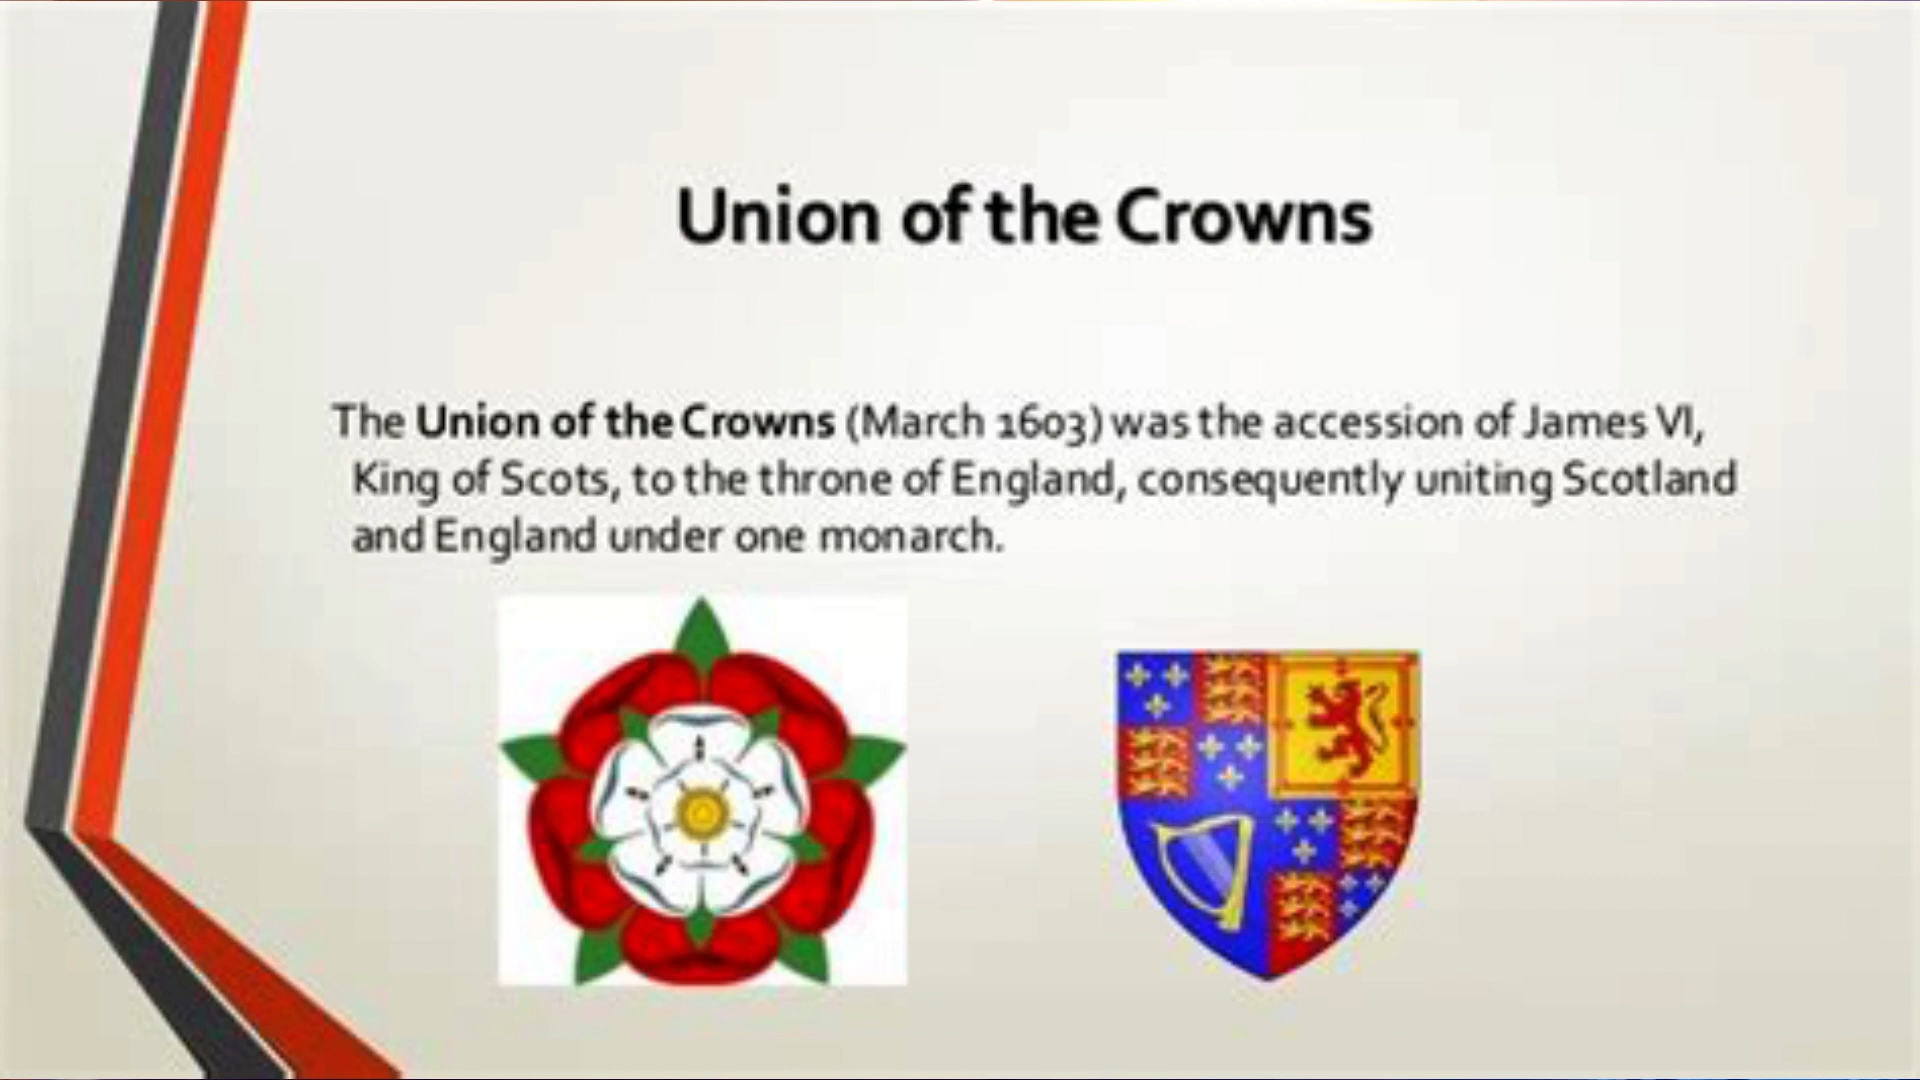 Union of the Crowns
The Union of the Crowns (March 1603) was the accession of James VI,
King of Scots, to the throne of England, consequently uniting Scotland
and England under one monarch.